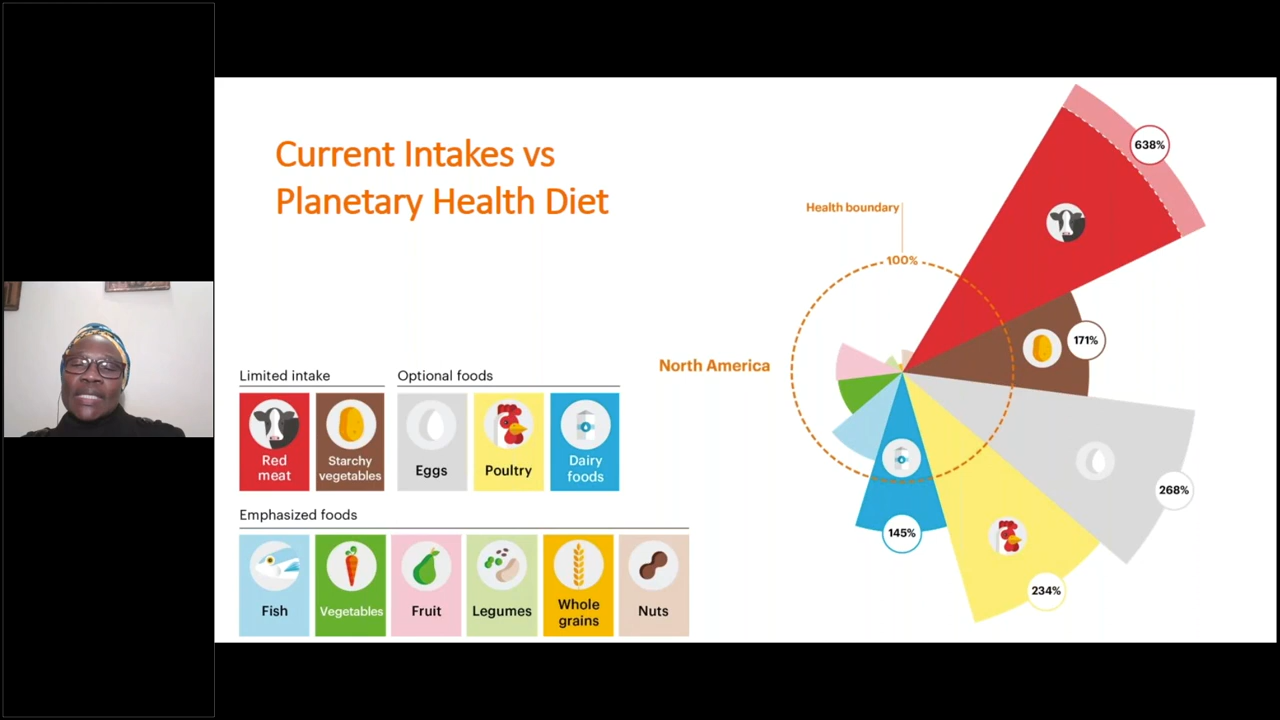 Current Intakes vs
Planetary Health Diet
Limited intake
Optional foods
Red
meat
Starchy
vegetables
Eggs
Poultry
Dairy
foods
Emphasized foods
Fish
Vegetables
Fruit
Legumes
Whole
grains
Nuts
North America
Health boundary
100%
638%
171%
268%
234%
145%